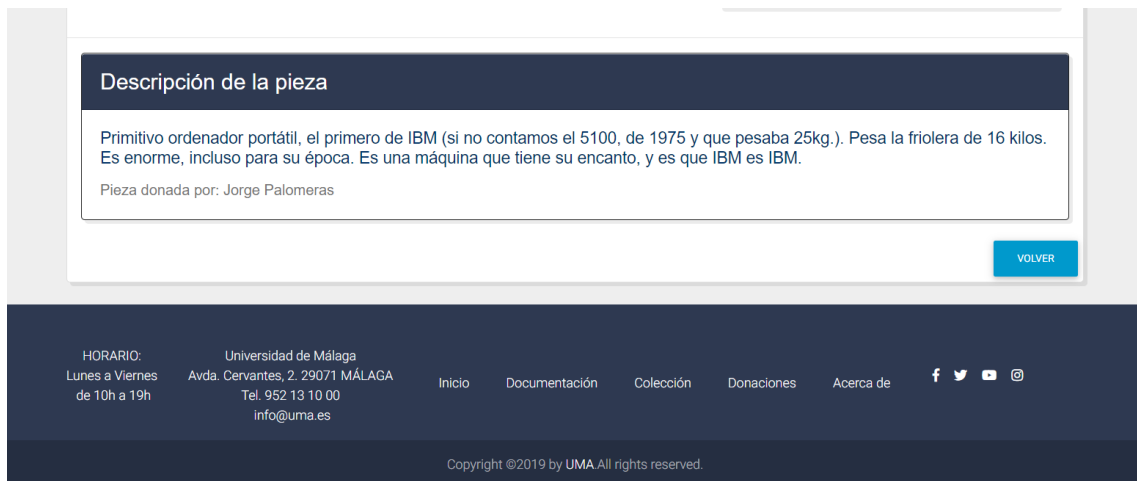 Descripción de la pieza
Primitivo ordenador portátil, el primero de IBM (si no contamos el 5100, de 1975 y que pesaba 25kg.). Pesa la friolera de 16 kilos.
Es enorme, incluso para su época. Es una máquina que tiene su encanto, y es que IBM es IBM.
Pieza donada por: Jorge Palomeras
VOLVER
HORARIO:
Lunes a Viernes
de 10h a 19h
Universidad de Málaga
Avda. Cervantes, 2. 29071 MÁLAGA
Tel. 952 13 10 00
info@uma.es
Inicio Documentación Colección Donaciones Acerca de
Copyright ©2019 by UMA.All rights reserved.